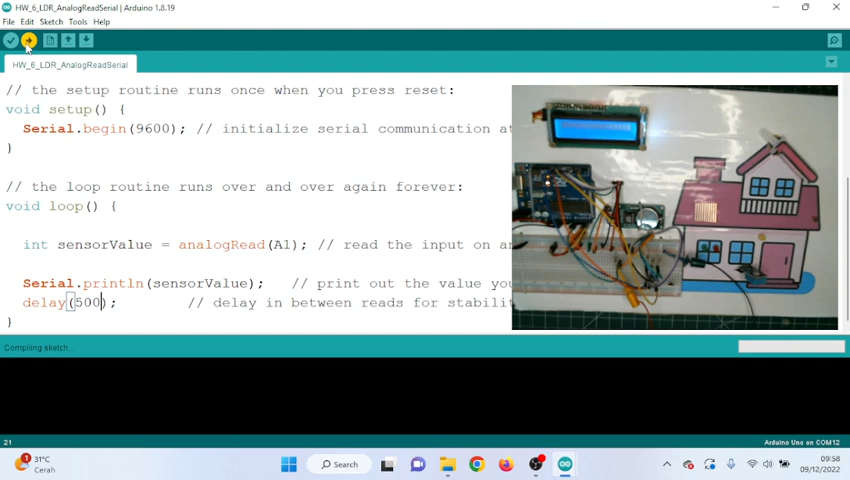 HW_6_LDR_AnalogReadSerial | Arduino 1.8.19
File Edit Sketch Tools Help
HW_6_LDR_AnalogReadSerial
// the setup routine runs once when you press reset:
void setup() {
Serial.begin(9600); // initialize serial communication at
}
// the loop routine runs over and over again forever:
void loop() {
int sensorValue = analogRead(A1); // read the input on an
Serial.println(sensorValue); // print out the value you
delay(500); // delay in between reads for stabilit
}
Compiling sketch...
21
Arduino Uno on COM12
1
31°C
Cerah
Search
09:58
09/12/2022